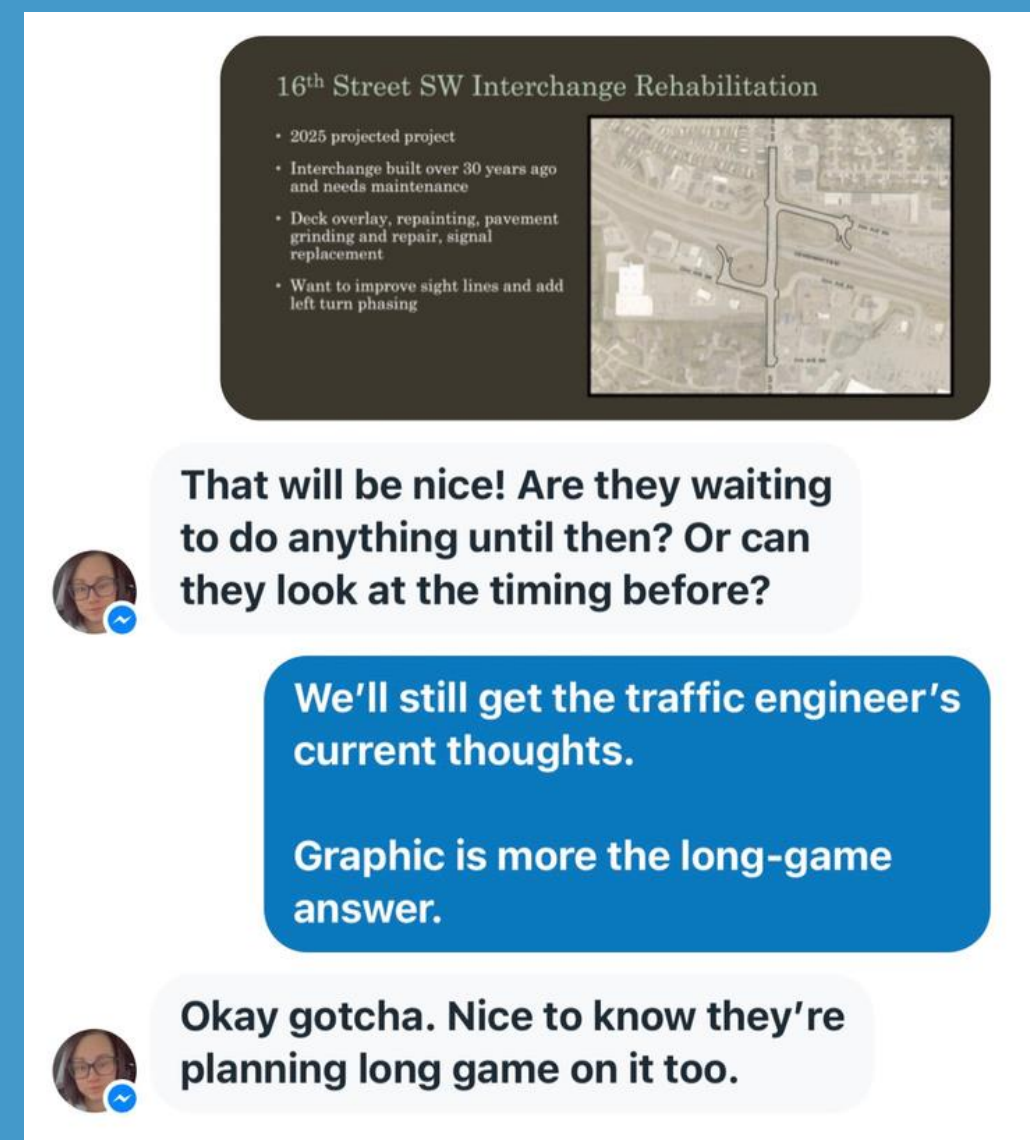 16th Street SW Interchange Rehabilitation
• 2025 projected project
• Interchange built over 30 years ago
and needs maintenance
• Deck overlay, repainting, pavement
grinding and repair, signal
replacement
• Want to improve sight lines and add
left turn phasing
That will be nice! Are they waiting
to do anything until then? Or can
they look at the timing before?
We’ll still get the traffic engineer’s
current thoughts.
Graphic is more the long-game
answer.
Okay gotcha. Nice to know they’re
planning long game on it too.